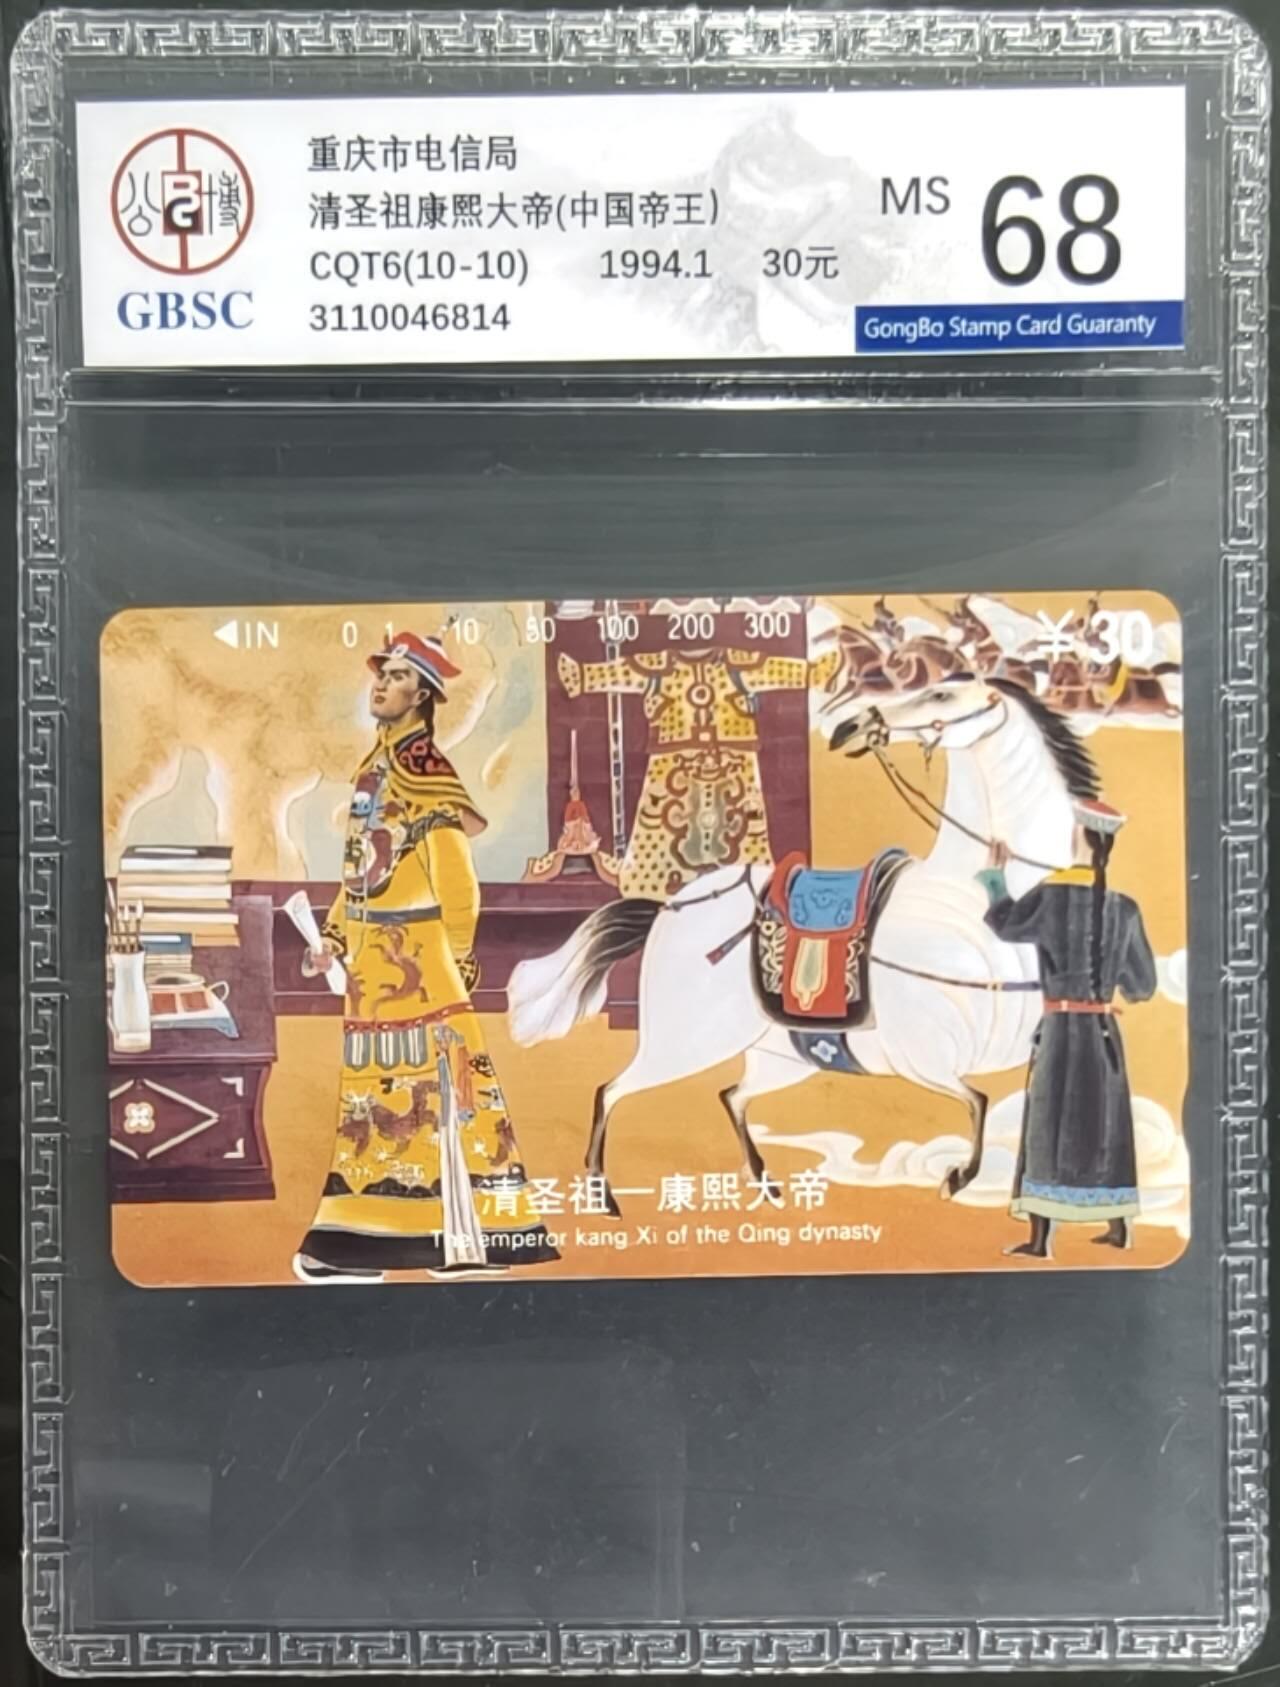 重庆市电信局
清圣祖康熙大帝(中国帝王)
CQT6(10-10) 1994.1 30元
3110046814
MS 68
公博
GBSC
GongBo Stamp Card Guaranty
◀IN 0 1 10 50 100 200 300
¥30
清圣祖—康熙大帝
The emperor kang Xi of the Qing dynasty